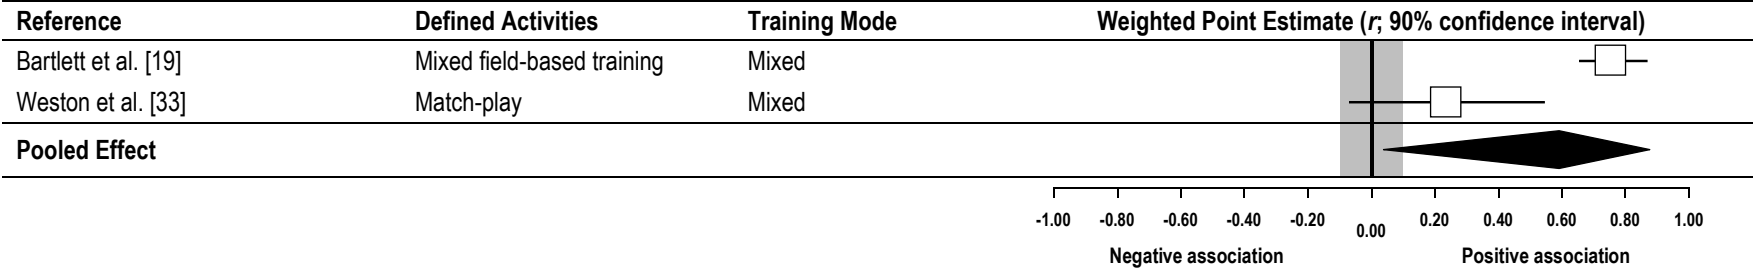 Reference Defined Activities Training Mode Weighted Point Estimate (r; 90% confidence interval)
Bartlett et al. [19] Mixed field-based training Mixed
Weston et al. [33] Match-play Mixed
Pooled Effect
-1.00 -0.80 -0.60 -0.40 -0.20 0.00 0.20 0.40 0.60 0.80 1.00
Negative association Positive association